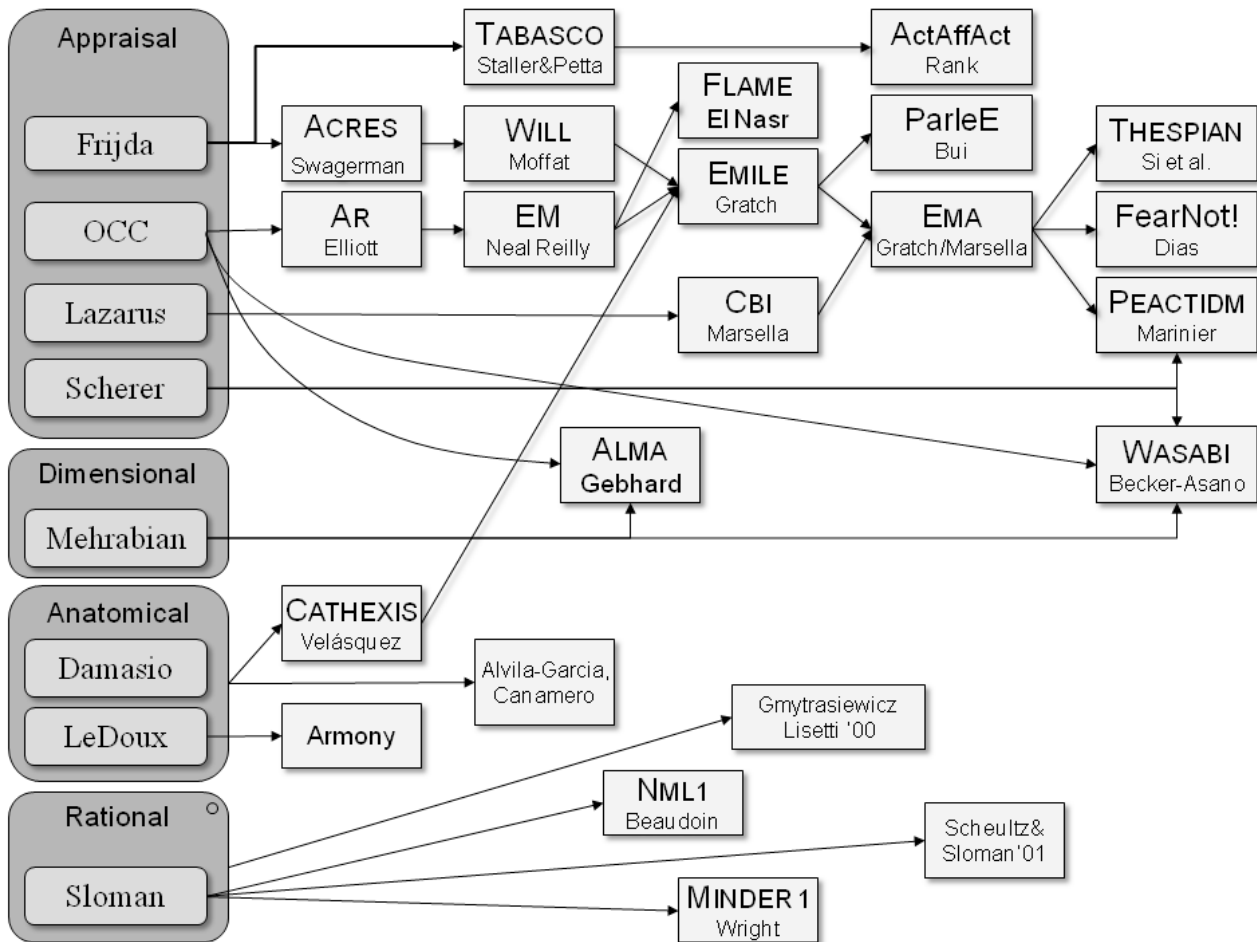 Appraisal
Frijda
OCC
Lazarus
Scherer
Dimensional
Mehrabian
Anatomical
Damasio
LeDoux
Rational
Sloman
TABASCO
Staller&Petta
ActAffAct
Rank
FLAME
El Nasr
ParleE
Bui
THESPIAN
Si et al.
ACRES
Swagerman
WILL
Moffat
EMILE
Gratch
AR
Elliott
EM
Neal Reilly
EMA
Gratch/Marsella
FearNot!
Dias
CBI
Marsella
PEACTIDM
Marinier
ALMA
Gebhard
WASABI
Becker-Asano
CATHEXIS
Velásquez
Alvila-Garcia,
Canamero
Armony
Gmytrasiewicz
Lisetti '00
NML1
Beaudoin
Scheultz&
Sloman'01
MINDER 1
Wright